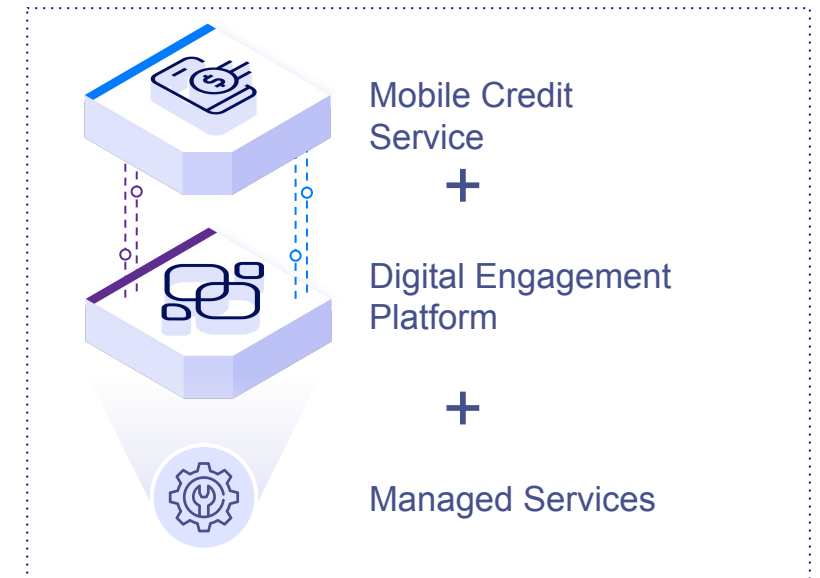 Mobile Credit
Service
+
Digital Engagement
Platform
+
Managed Services